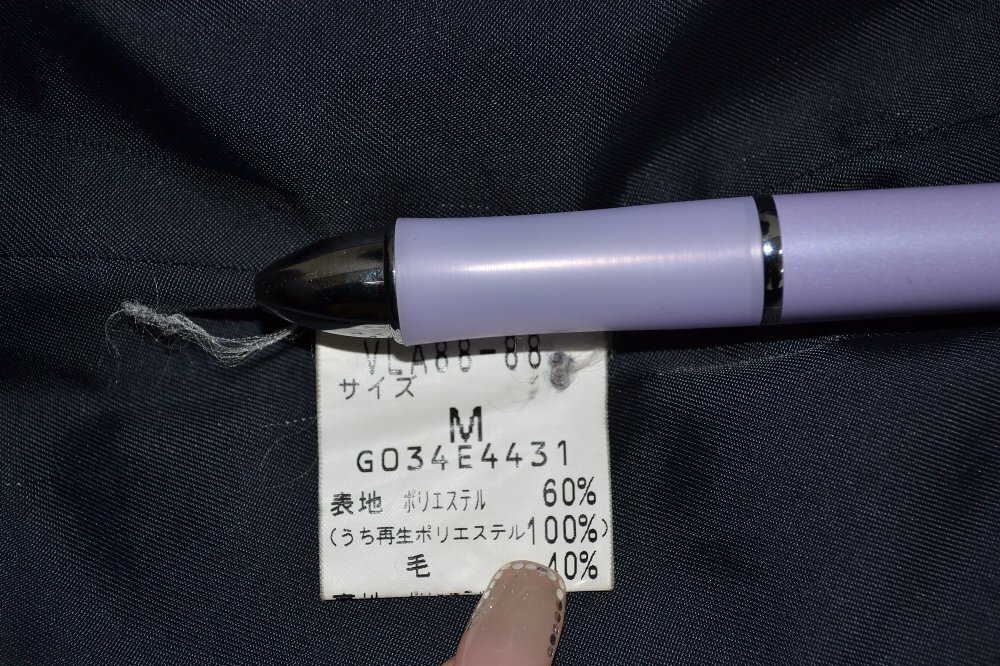 VLA88-88
サイズ
M
G034E4431
表地 ポリエステル 60%
(うち再生ポリエステル100%)
毛 40%